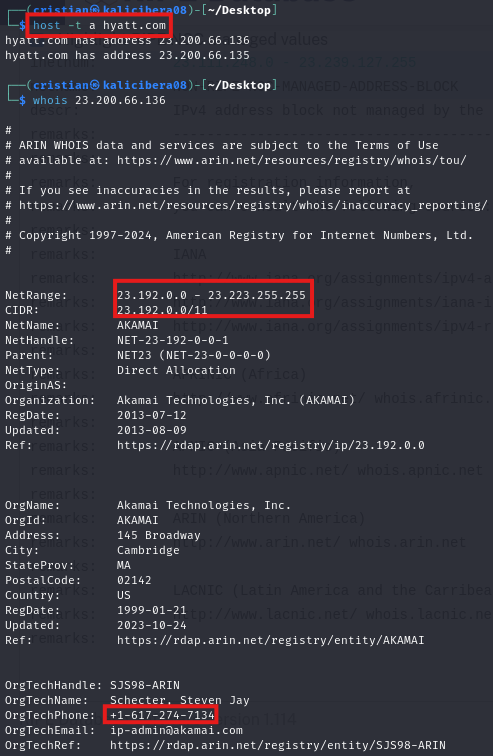 (cristian㉿kalicibera08)-[~/Desktop]
$ host -t a hyatt.com
hyatt.com has address 23.200.66.136
hyatt.com has address 23.200.66.135
(cristian㉿kalicibera08)-[~/Desktop]
$ whois 23.200.66.136
#
# ARIN WHOIS data and services are subject to the Terms of Use
# available at: https://www.arin.net/resources/registry/whois/tou/
#
# If you see inaccuracies in the results, please report at
# https://www.arin.net/resources/registry/whois/inaccuracy_reporting/
#
# Copyright 1997-2024, American Registry for Internet Numbers, Ltd.
#
NetRange: 23.192.0.0 - 23.223.255.255
CIDR: 23.192.0.0/11
NetName: AKAMAI
NetHandle: NET-23-192-0-0-1
Parent: NET23 (NET-23-0-0-0-0)
NetType: Direct Allocation
OriginAS:
Organization: Akamai Technologies, Inc. (AKAMAI)
RegDate: 2013-07-12
Updated: 2013-08-09
Ref: https://rdap.arin.net/registry/ip/23.192.0.0
OrgName: Akamai Technologies, Inc.
OrgId: AKAMAI
Address: 145 Broadway
City: Cambridge
StateProv: MA
PostalCode: 02142
Country: US
RegDate: 1999-01-21
Updated: 2023-10-24
Ref: https://rdap.arin.net/registry/entity/AKAMAI
OrgTechHandle: SJS98-ARIN
OrgTechName: Schecter, Steven Jay
OrgTechPhone: +1-617-274-7134
OrgTechEmail: ip-admin@akamai.com
OrgTechRef: https://rdap.arin.net/registry/entity/SJS98-ARIN